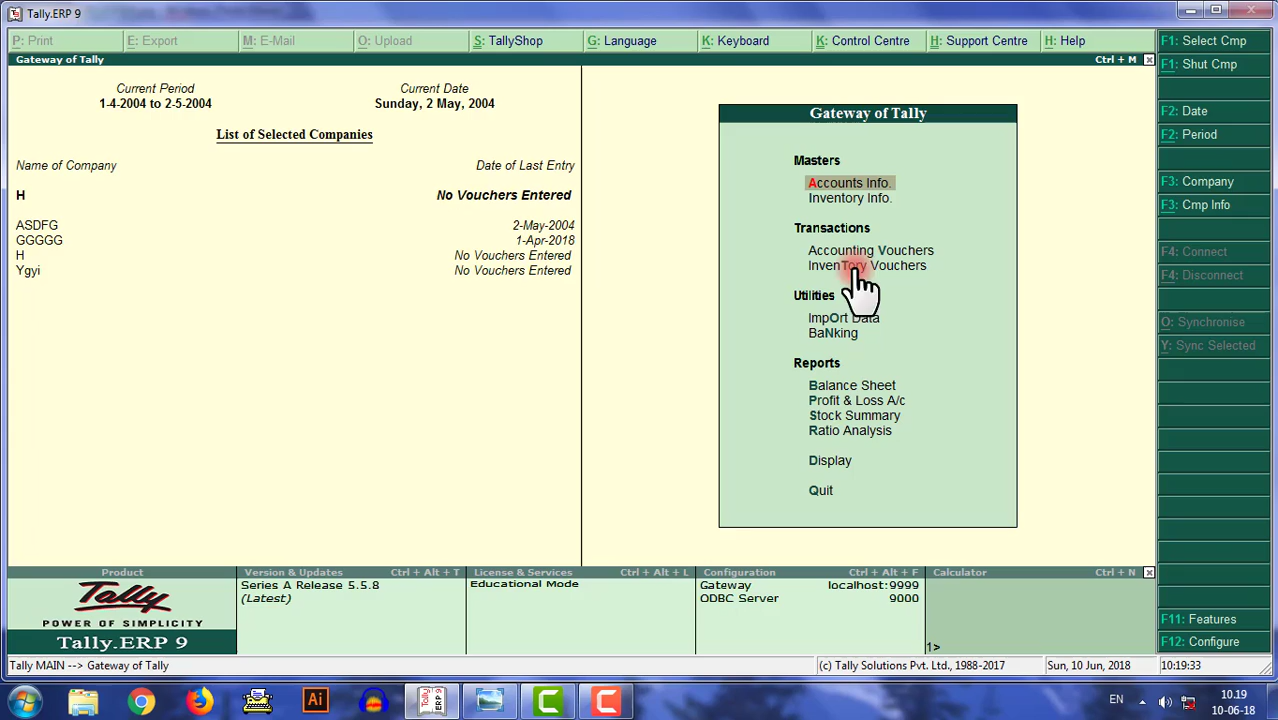 Tally.ERP 9
P: Print
E: Export
M: E-Mail
O: Upload
S: TallyShop
G: Language
K: Keyboard
K: Control Centre
H: Support Centre
H: Help
Gateway of Tally
Ctrl + M
Current Period
1-4-2004 to 2-5-2004
Current Date
Sunday, 2 May, 2004
List of Selected Companies
Name of Company
Date of Last Entry
H
No Vouchers Entered
ASDFG
2-May-2004
GGGGG
1-Apr-2018
H
No Vouchers Entered
Ygyi
No Vouchers Entered
Gateway of Tally
Masters
Accounts Info.
Inventory Info.
Transactions
Accounting Vouchers
InvenTory Vouchers
Utilities
ImpOrt Data
BaNking
Reports
Balance Sheet
Profit & Loss A/c
Stock Summary
Ratio Analysis
Display
Quit
F1: Select Cmp
F1: Shut Cmp
F2: Date
F2: Period
F3: Company
F3: Cmp Info
F4: Connect
F4: Disconnect
O: Synchronise
Y: Sync Selected
F11: Features
F12: Configure
Product
Tally
POWER OF SIMPLICITY
Tally.ERP 9
Version & Updates
Ctrl + Alt + T
Series A Release 5.5.8
(Latest)
License & Services
Ctrl + Alt + L
Educational Mode
Configuration
Ctrl + Alt + F
Gateway
localhost:9999
ODBC Server
9000
Calculator
Ctrl + N
1>
Tally MAIN --> Gateway of Tally
(c) Tally Solutions Pvt. Ltd., 1988-2017
Sun, 10 Jun, 2018
10:19:33
Ai
Tally
ERP 9
EN
10.19
10-06-18